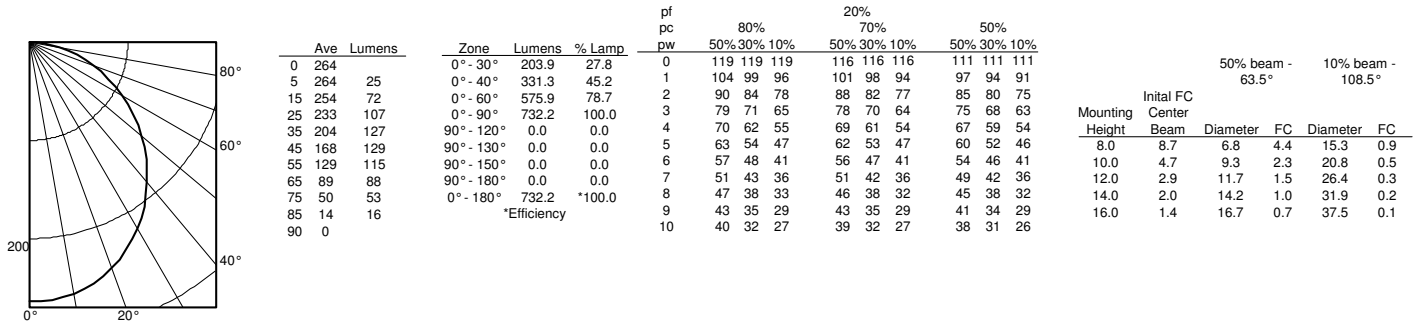 80°
60°
40°
200
0° 20°
Ave Lumens
0 264
5 264 25
15 254 72
25 233 107
35 204 127
45 168 129
55 129 115
65 89 88
75 50 53
85 14 16
90 0
Zone Lumens % Lamp
0° - 30° 203.9 27.8
0° - 40° 331.3 45.2
0° - 60° 575.9 78.7
0° - 90° 732.2 100.0
90° - 120° 0.0 0.0
90° - 130° 0.0 0.0
90° - 150° 0.0 0.0
90° - 180° 0.0 0.0
0° - 180° 732.2 *100.0
*Efficiency
pf 20%
pc 80% 70% 50%
pw 50% 30% 10% 50% 30% 10% 50% 30% 10%
0 119 119 119 116 116 116 111 111 111
1 104 99 96 101 98 94 97 94 91
2 90 84 78 88 82 77 85 80 75
3 79 71 65 78 70 64 75 68 63
4 70 62 55 69 61 54 67 59 54
5 63 54 47 62 53 47 60 52 46
6 57 48 41 56 47 41 54 46 41
7 51 43 36 51 42 36 49 42 36
8 47 38 33 46 38 32 45 38 32
9 43 35 29 43 35 29 41 34 29
10 40 32 27 39 32 27 38 31 26
50% beam - 10% beam -
63.5° 108.5°
Inital FC
Mounting Center
Height Beam Diameter FC Diameter FC
8.0 8.7 6.8 4.4 15.3 0.9
10.0 4.7 9.3 2.3 20.8 0.5
12.0 2.9 11.7 1.5 26.4 0.3
14.0 2.0 14.2 1.0 31.9 0.2
16.0 1.4 16.7 0.7 37.5 0.1